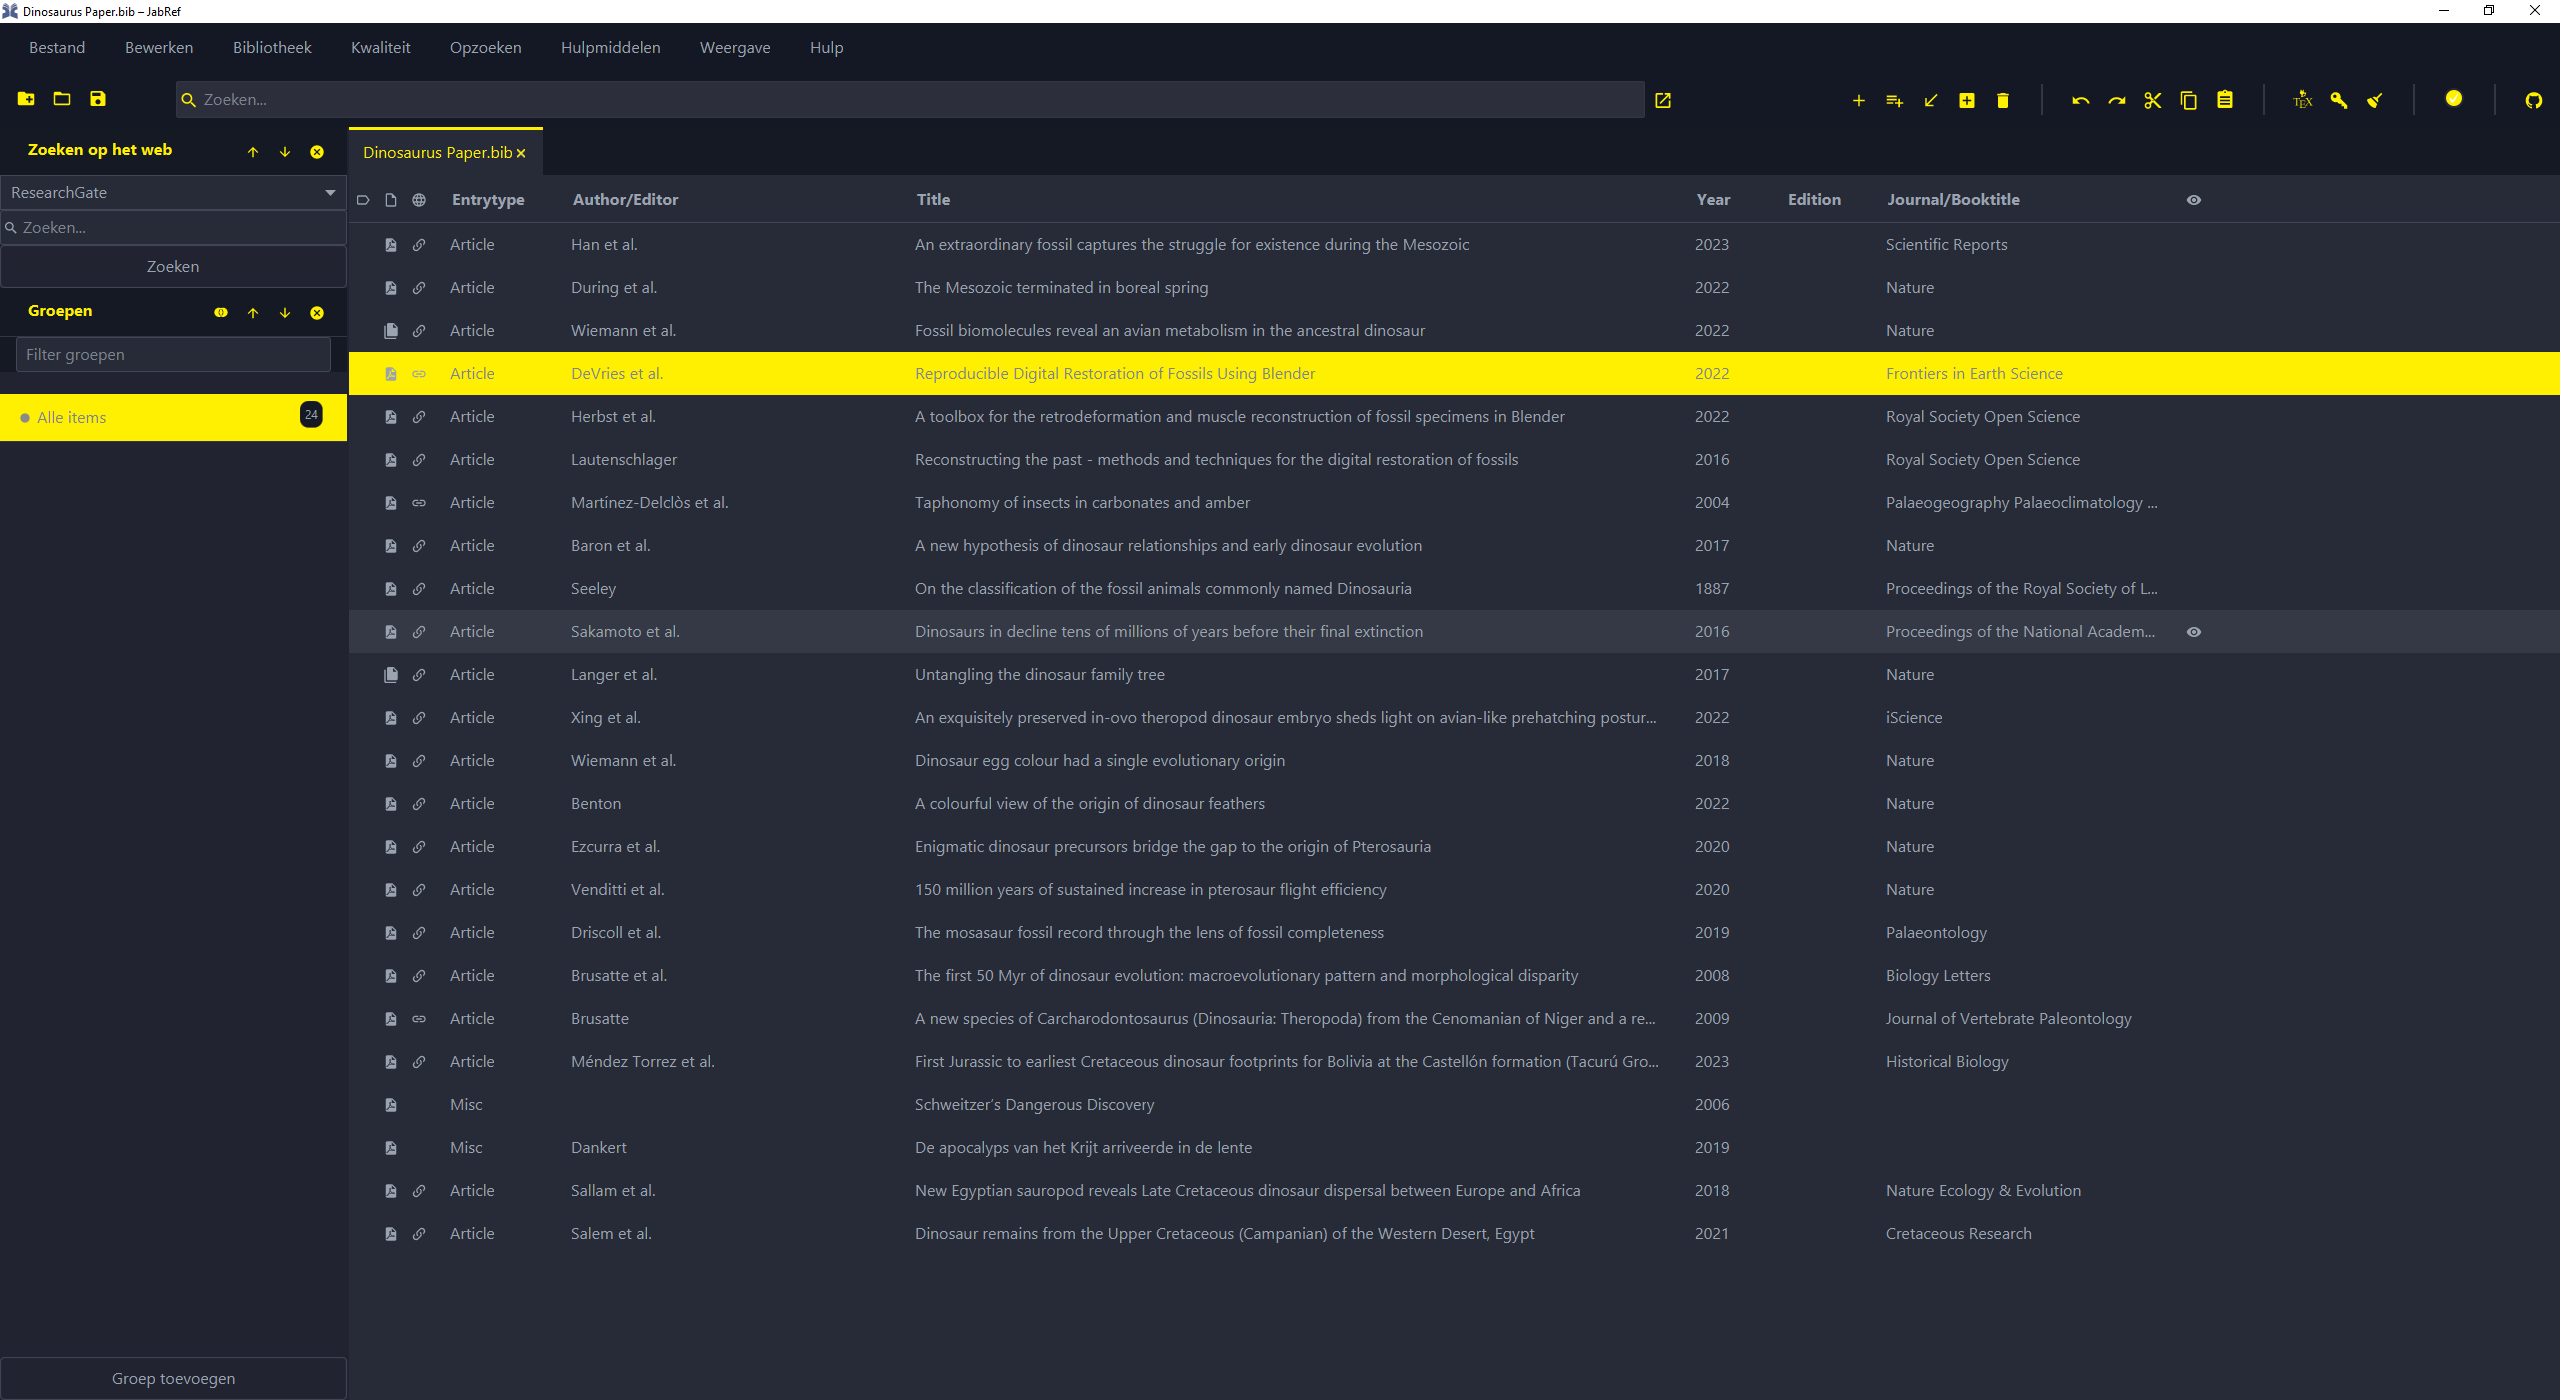 Dinosaurus Paper.bib – JabRef
Bestand Bewerken Bibliotheek Kwaliteit Opzoeken Hulpmiddelen Weergave Hulp
Zoeken...
TEX
Zoeken op het web
ResearchGate
Zoeken...
Zoeken
Groepen
0
Filter groepen
Alle items 24
Groep toevoegen
Dinosaurus Paper.bib
Entrytype Author/Editor Title Year Edition Journal/Booktitle
Article Han et al. An extraordinary fossil captures the struggle for existence during the Mesozoic 2023 Scientific Reports
Article During et al. The Mesozoic terminated in boreal spring 2022 Nature
Article Wiemann et al. Fossil biomolecules reveal an avian metabolism in the ancestral dinosaur 2022 Nature
Article DeVries et al. Reproducible Digital Restoration of Fossils Using Blender 2022 Frontiers in Earth Science
Article Herbst et al. A toolbox for the retrodeformation and muscle reconstruction of fossil specimens in Blender 2022 Royal Society Open Science
Article Lautenschlager Reconstructing the past - methods and techniques for the digital restoration of fossils 2016 Royal Society Open Science
Article Martínez-Delclòs et al. Taphonomy of insects in carbonates and amber 2004 Palaeogeography Palaeoclimatology ...
Article Baron et al. A new hypothesis of dinosaur relationships and early dinosaur evolution 2017 Nature
Article Seeley On the classification of the fossil animals commonly named Dinosauria 1887 Proceedings of the Royal Society of L...
Article Sakamoto et al. Dinosaurs in decline tens of millions of years before their final extinction 2016 Proceedings of the National Academ...
Article Langer et al. Untangling the dinosaur family tree 2017 Nature
Article Xing et al. An exquisitely preserved in-ovo theropod dinosaur embryo sheds light on avian-like prehatching postur... 2022 iScience
Article Wiemann et al. Dinosaur egg colour had a single evolutionary origin 2018 Nature
Article Benton A colourful view of the origin of dinosaur feathers 2022 Nature
Article Ezcurra et al. Enigmatic dinosaur precursors bridge the gap to the origin of Pterosauria 2020 Nature
Article Venditti et al. 150 million years of sustained increase in pterosaur flight efficiency 2020 Nature
Article Driscoll et al. The mosasaur fossil record through the lens of fossil completeness 2019 Palaeontology
Article Brusatte et al. The first 50 Myr of dinosaur evolution: macroevolutionary pattern and morphological disparity 2008 Biology Letters
Article Brusatte A new species of Carcharodontosaurus (Dinosauria: Theropoda) from the Cenomanian of Niger and a re... 2009 Journal of Vertebrate Paleontology
Article Méndez Torrez et al. First Jurassic to earliest Cretaceous dinosaur footprints for Bolivia at the Castellón formation (Tacurú Gro... 2023 Historical Biology
Misc Schweitzer's Dangerous Discovery 2006
Misc Dankert De apocalyps van het Krijt arriveerde in de lente 2019
Article Sallam et al. New Egyptian sauropod reveals Late Cretaceous dinosaur dispersal between Europe and Africa 2018 Nature Ecology & Evolution
Article Salem et al. Dinosaur remains from the Upper Cretaceous (Campanian) of the Western Desert, Egypt 2021 Cretaceous Research